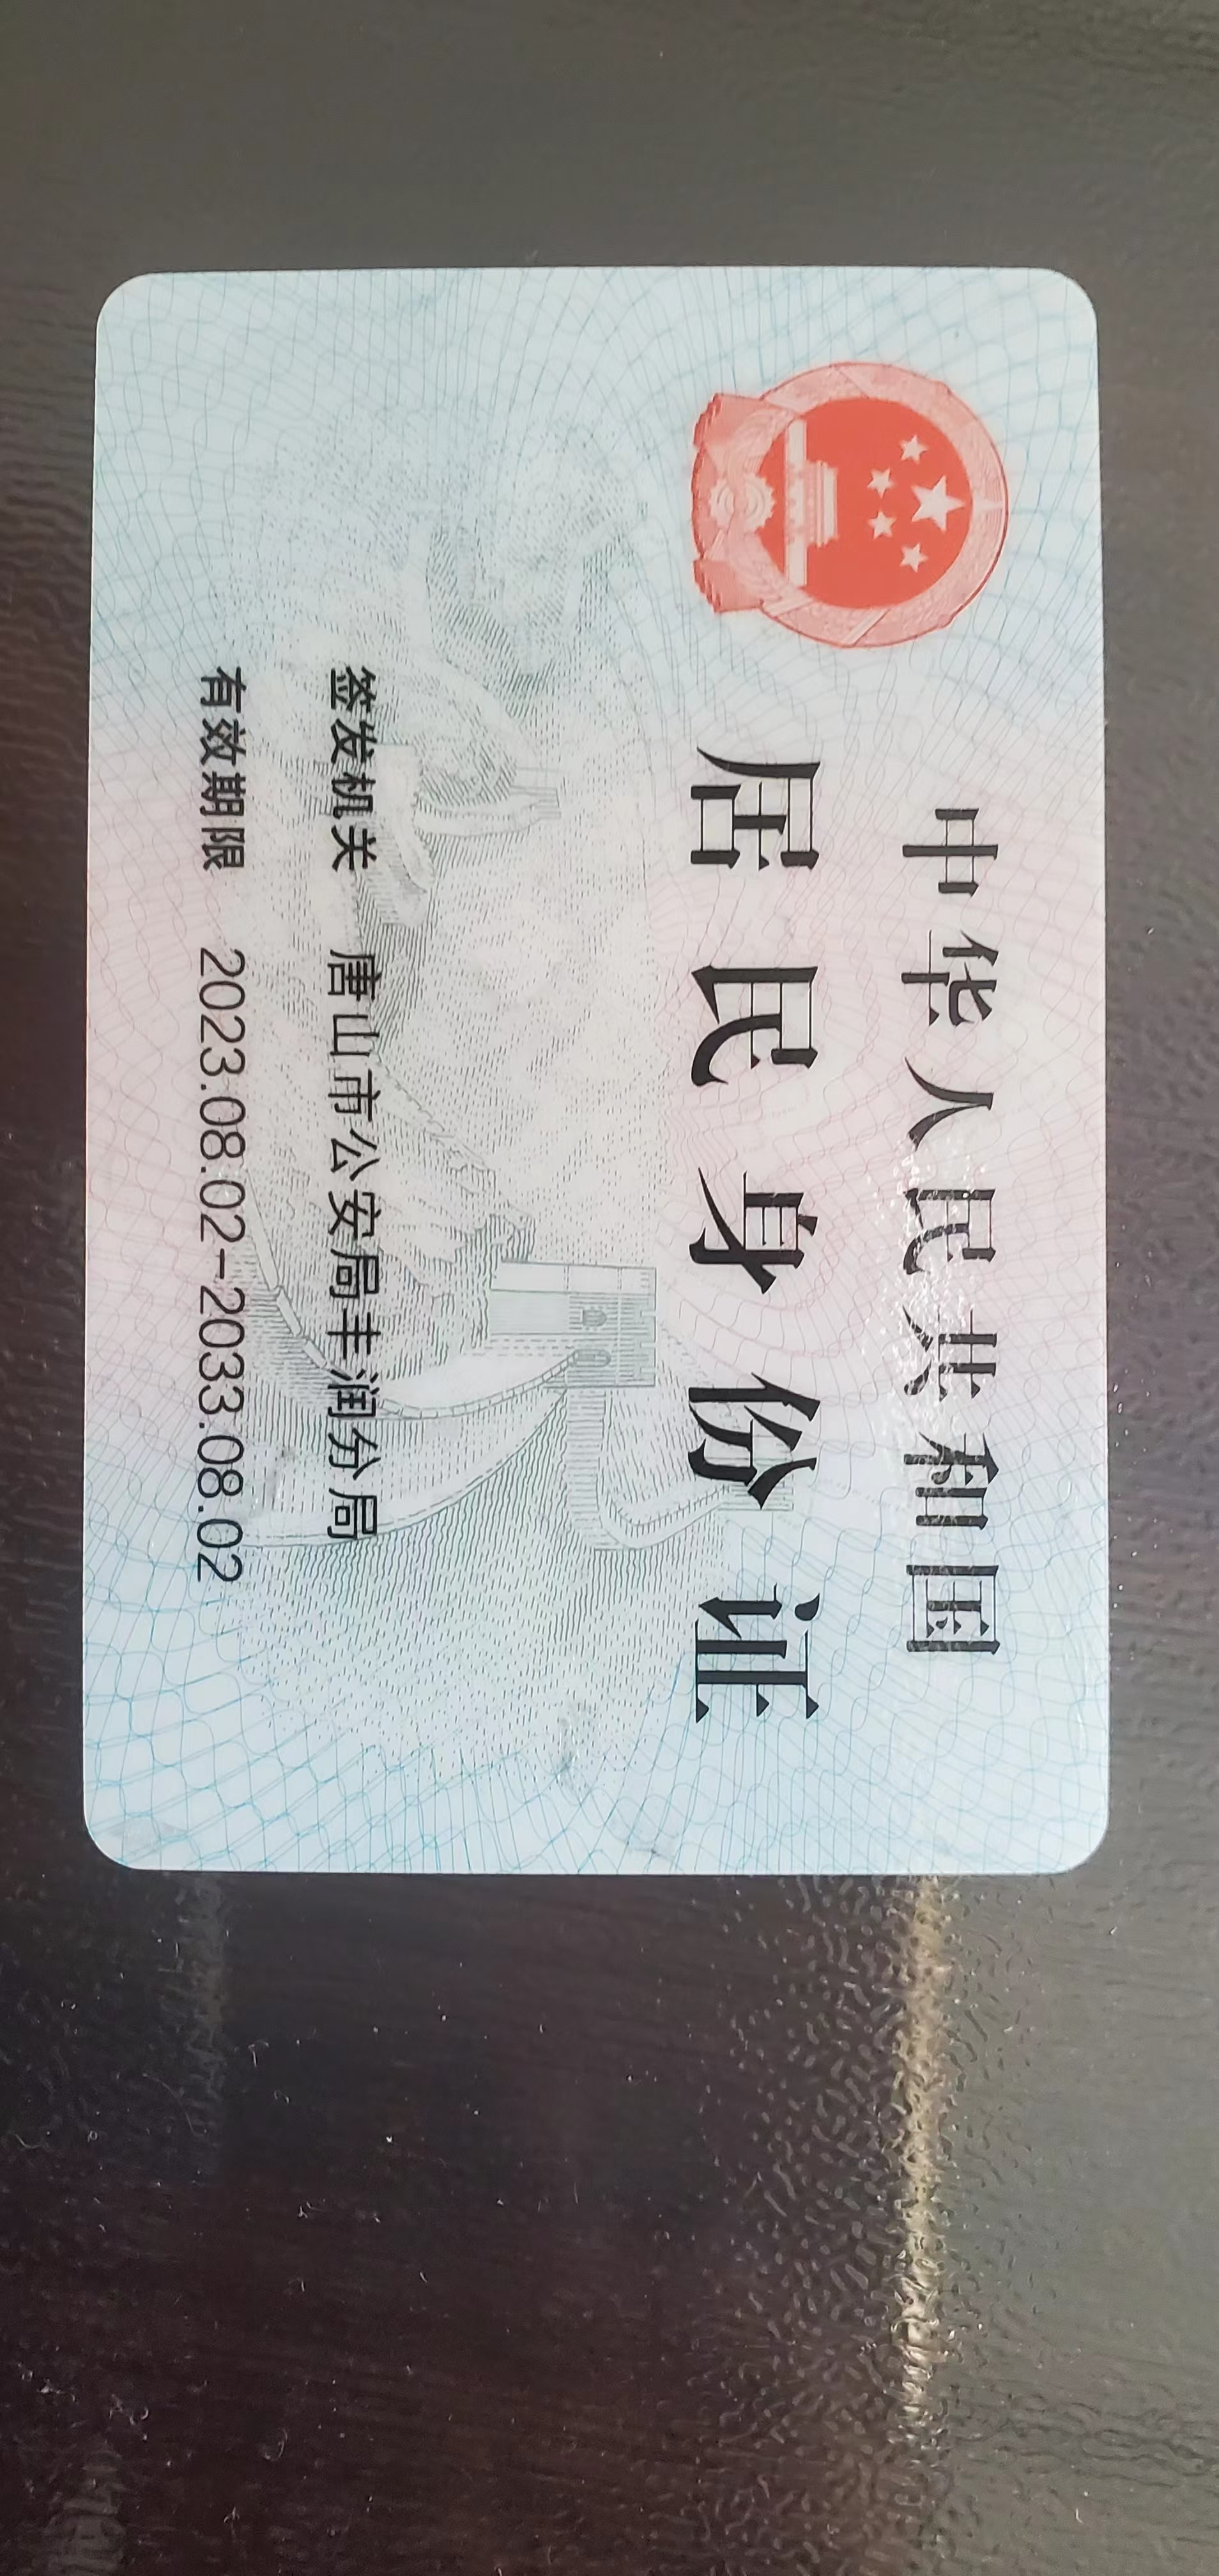 中华人民共和国
居民身份证
签发机关 唐山市公安局丰润分局
有效期限 2023.08.02-2033.08.02